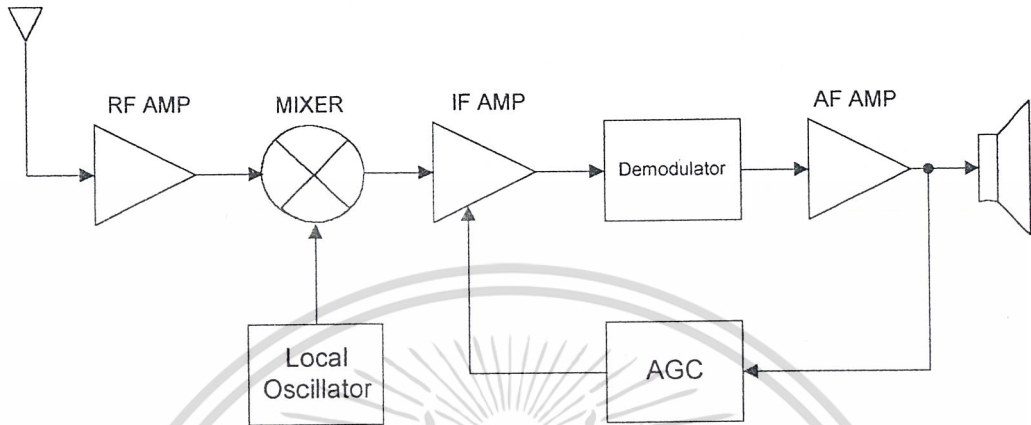 RF AMP
MIXER
IF AMP
AF AMP
Demodulator
Local
Oscillator
AGC